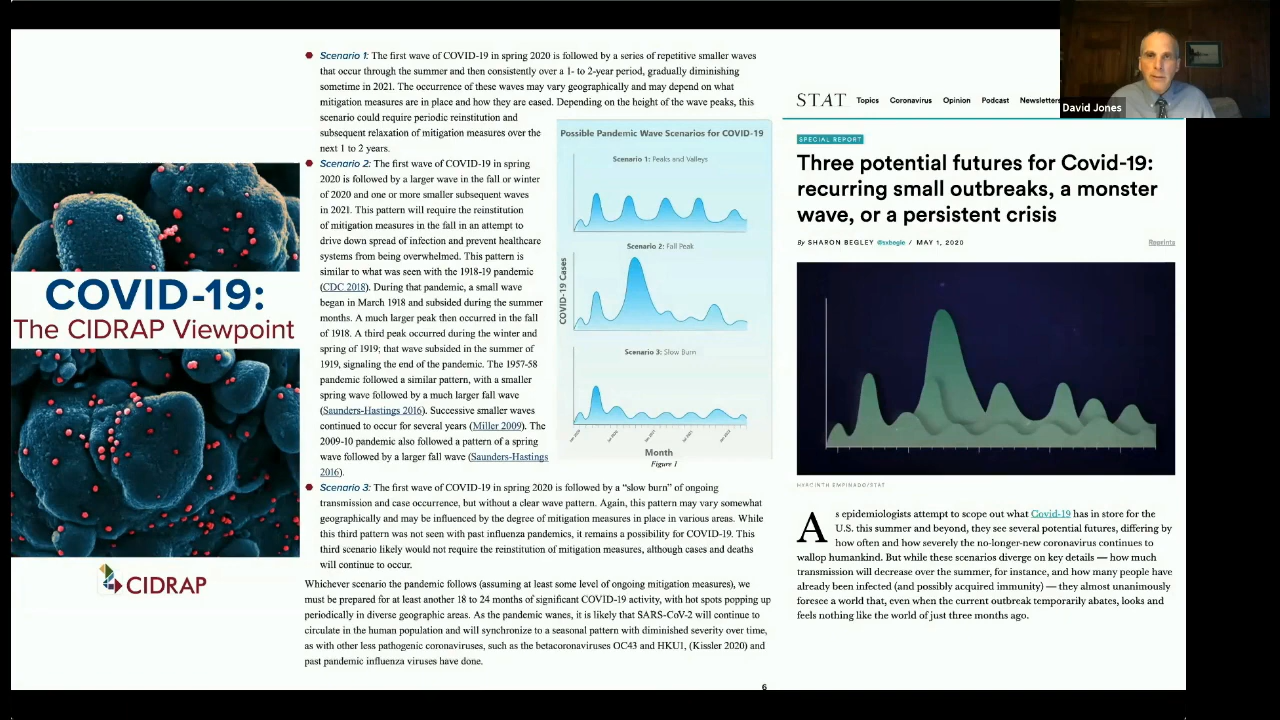 COVID-19:
The CIDRAP Viewpoint
CIDRAP
Scenario 1: The first wave of COVID-19 in spring 2020 is followed by a series of repetitive smaller waves
that occur through the summer and then consistently over a 1- to 2-year period, gradually diminishing
sometime in 2021. The occurrence of these waves may vary geographically and may depend on what
mitigation measures are in place and how they are eased. Depending on the height of the wave peaks, this
scenario could require periodic reinstitution and
subsequent relaxation of mitigation measures over the
next 1 to 2 years.
Scenario 2: The first wave of COVID-19 in spring
2020 is followed by a larger wave in the fall or winter
of 2020 and one or more smaller subsequent waves
in 2021. This pattern will require the reinstitution
of mitigation measures in the fall in an attempt to
drive down spread of infection and prevent healthcare
systems from being overwhelmed. This pattern is
similar to what was seen with the 1918-19 pandemic
(CDC 2018). During that pandemic, a small wave
began in March 1918 and subsided during the summer
months. A much larger peak then occurred in the fall
of 1918. A third peak occurred during the winter and
spring of 1919; that wave subsided in the summer of
1919, signaling the end of the pandemic. The 1957-58
pandemic followed a similar pattern, with a smaller
spring wave followed by a much larger fall wave
(Saunders-Hastings 2016). Successive smaller waves
continued to occur for several years (Miller 2009). The
2009-10 pandemic also followed a pattern of a spring
wave followed by a larger fall wave (Saunders-Hastings
2016).
Scenario 3: The first wave of COVID-19 in spring 2020 is followed by a "slow burn" of ongoing
transmission and case occurrence, but without a clear wave pattern. Again, this pattern may vary somewhat
geographically and may be influenced by the degree of mitigation measures in place in various areas. While
this third pattern was not seen with past influenza pandemics, it remains a possibility for COVID-19. This
third scenario likely would not require the reinstitution of mitigation measures, although cases and deaths
will continue to occur.
Whichever scenario the pandemic follows (assuming at least some level of ongoing mitigation measures), we
must be prepared for at least another 18 to 24 months of significant COVID-19 activity, with hot spots popping up
periodically in diverse geographic areas. As the pandemic wanes, it is likely that SARS-CoV-2 will continue to
circulate in the human population and will synchronize to a seasonal pattern with diminished severity over time,
as with other less pathogenic coronaviruses, such as the betacoronaviruses OC43 and HKU1, (Kissler 2020) and
past pandemic influenza viruses have done.
6
Possible Pandemic Wave Scenarios for COVID-19
Scenario 1: Peaks and Valleys
Scenario 2: Fall Peak
COVID-19 Cases
Scenario 3: Slow Burn
Month
Figure 1
STAT Topics Coronavirus Opinion Podcast Newsletters
David Jones
SPECIAL REPORT
Three potential futures for Covid-19:
recurring small outbreaks, a monster
wave, or a persistent crisis
By SHARON BEGLEY @sxbegle / MAY 1, 2020
Reprints
HYACINTH EMPINADO/STAT
As epidemiologists attempt to scope out what Covid-19 has in store for the
U.S. this summer and beyond, they see several potential futures, differing by
how often and how severely the no-longer-new coronavirus continues to
wallop humankind. But while these scenarios diverge on key details — how much
transmission will decrease over the summer, for instance, and how many people have
already been infected (and possibly acquired immunity) — they almost unanimously
foresee a world that, even when the current outbreak temporarily abates, looks and
feels nothing like the world of just three months ago.